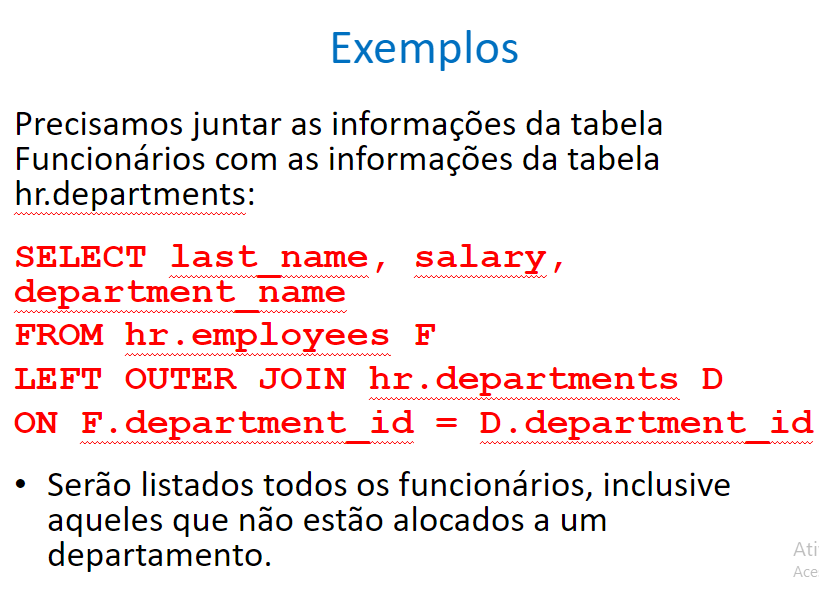 Exemplos
Precisamos juntar as informações da tabela
Funcionários com as informações da tabela
hr.departments:
SELECT last_name, salary,
department_name
FROM hr.employees F
LEFT OUTER JOIN hr.departments D
ON F.department_id = D.department_id
• Serão listados todos os funcionários, inclusive
aqueles que não estão alocados a um
departamento.